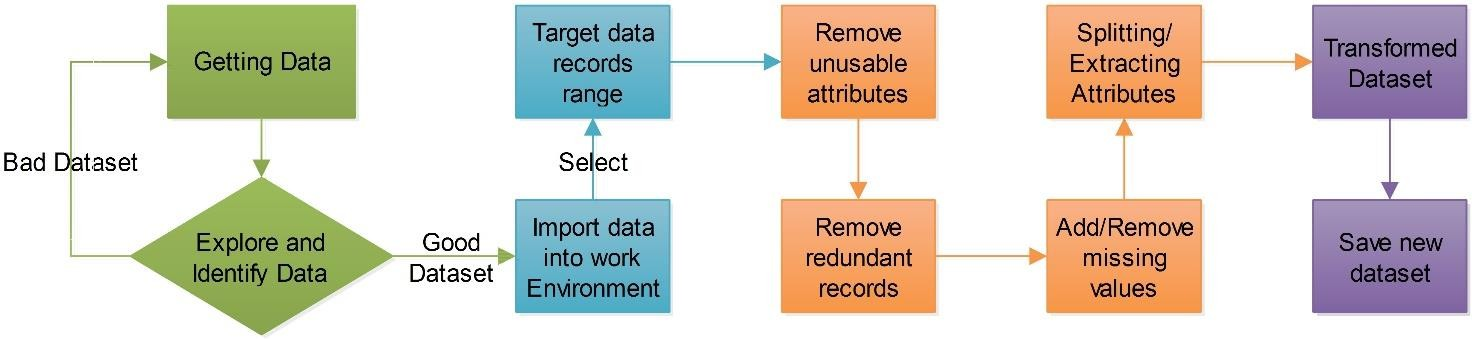 Getting Data
Bad Dataset
Explore and
Identify Data
Good
Dataset
Import data
into work
Environment
Select
Target data
records
range
Remove
unusable
attributes
Remove
redundant
records
Add/Remove
missing
values
Splitting/
Extracting
Attributes
Transformed
Dataset
Save new
dataset